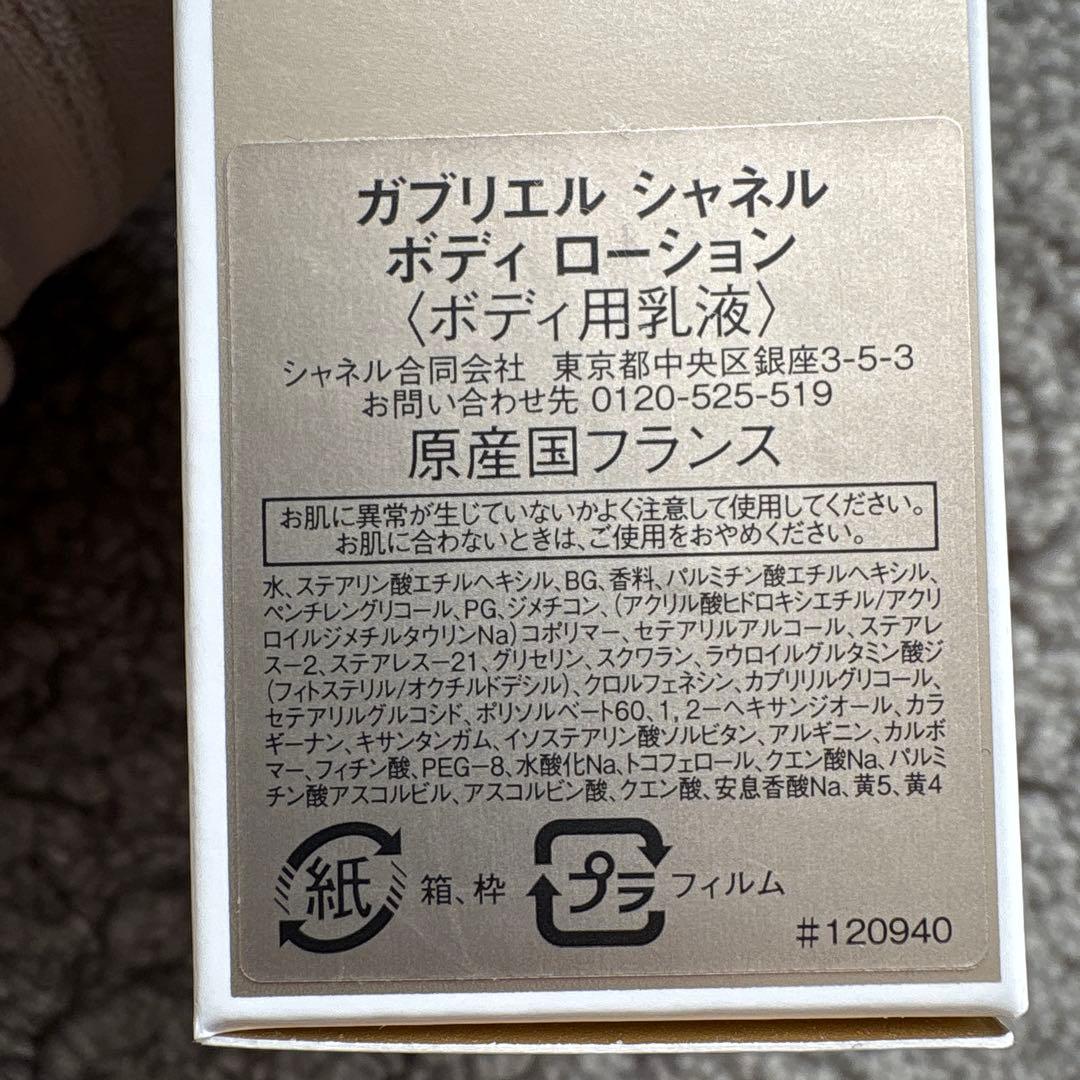 ガブリエル シャネル
ボディ ローション
〈ボディ用乳液〉
シャネル合同会社 東京都中央区銀座3-5-3
お問い合わせ先 0120-525-519
原産国フランス
お肌に異常が生じていないかよく注意して使用してください。
お肌に合わないときは、ご使用をおやめください。
水、ステアリン酸エチルヘキシル、BG、香料、パルミチン酸エチルヘキシル、
ペンチレングリコール、PG、ジメチコン、(アクリル酸ヒドロキシエチル/アクリ
ロイルジメチルタウリンNa)コポリマー、セテアリルアルコール、ステアレ
スー2、ステアレスー21、グリセリン、スクワラン、ラウロイルグルタミン酸ジ
(フィトステリル/オクチルドデシル)、クロルフェネシン、カプリリルグリコール、
セテアリルグルコシド、ポリソルベート60、1,2ーヘキサンジオール、カラ
ギーナン、キサンタンガム、イソステアリン酸ソルビタン、アルギニン、カルボ
マー、フィチン酸、PEGー8、水酸化Na、トコフェロール、クエン酸Na、パルミ
チン酸アスコルビル、アスコルビン酸、クエン酸、安息香酸Na、黄5、黄4
紙 箱、枠 プラ フィルム
#120940